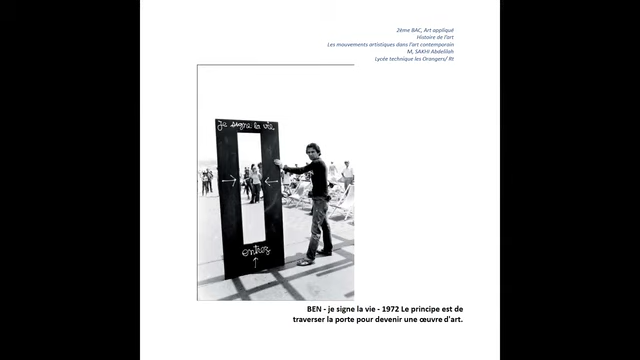 2ème BAC, Art appliqué
Histoire de l'art
Les mouvements artistiques dans l'art contemporain
M, SAKHI Abdelilah
Lycée technique les Orangers/ Rt
je signe la vie
entrez
BEN - je signe la vie - 1972 Le principe est de
traverser la porte pour devenir une œuvre d'art.